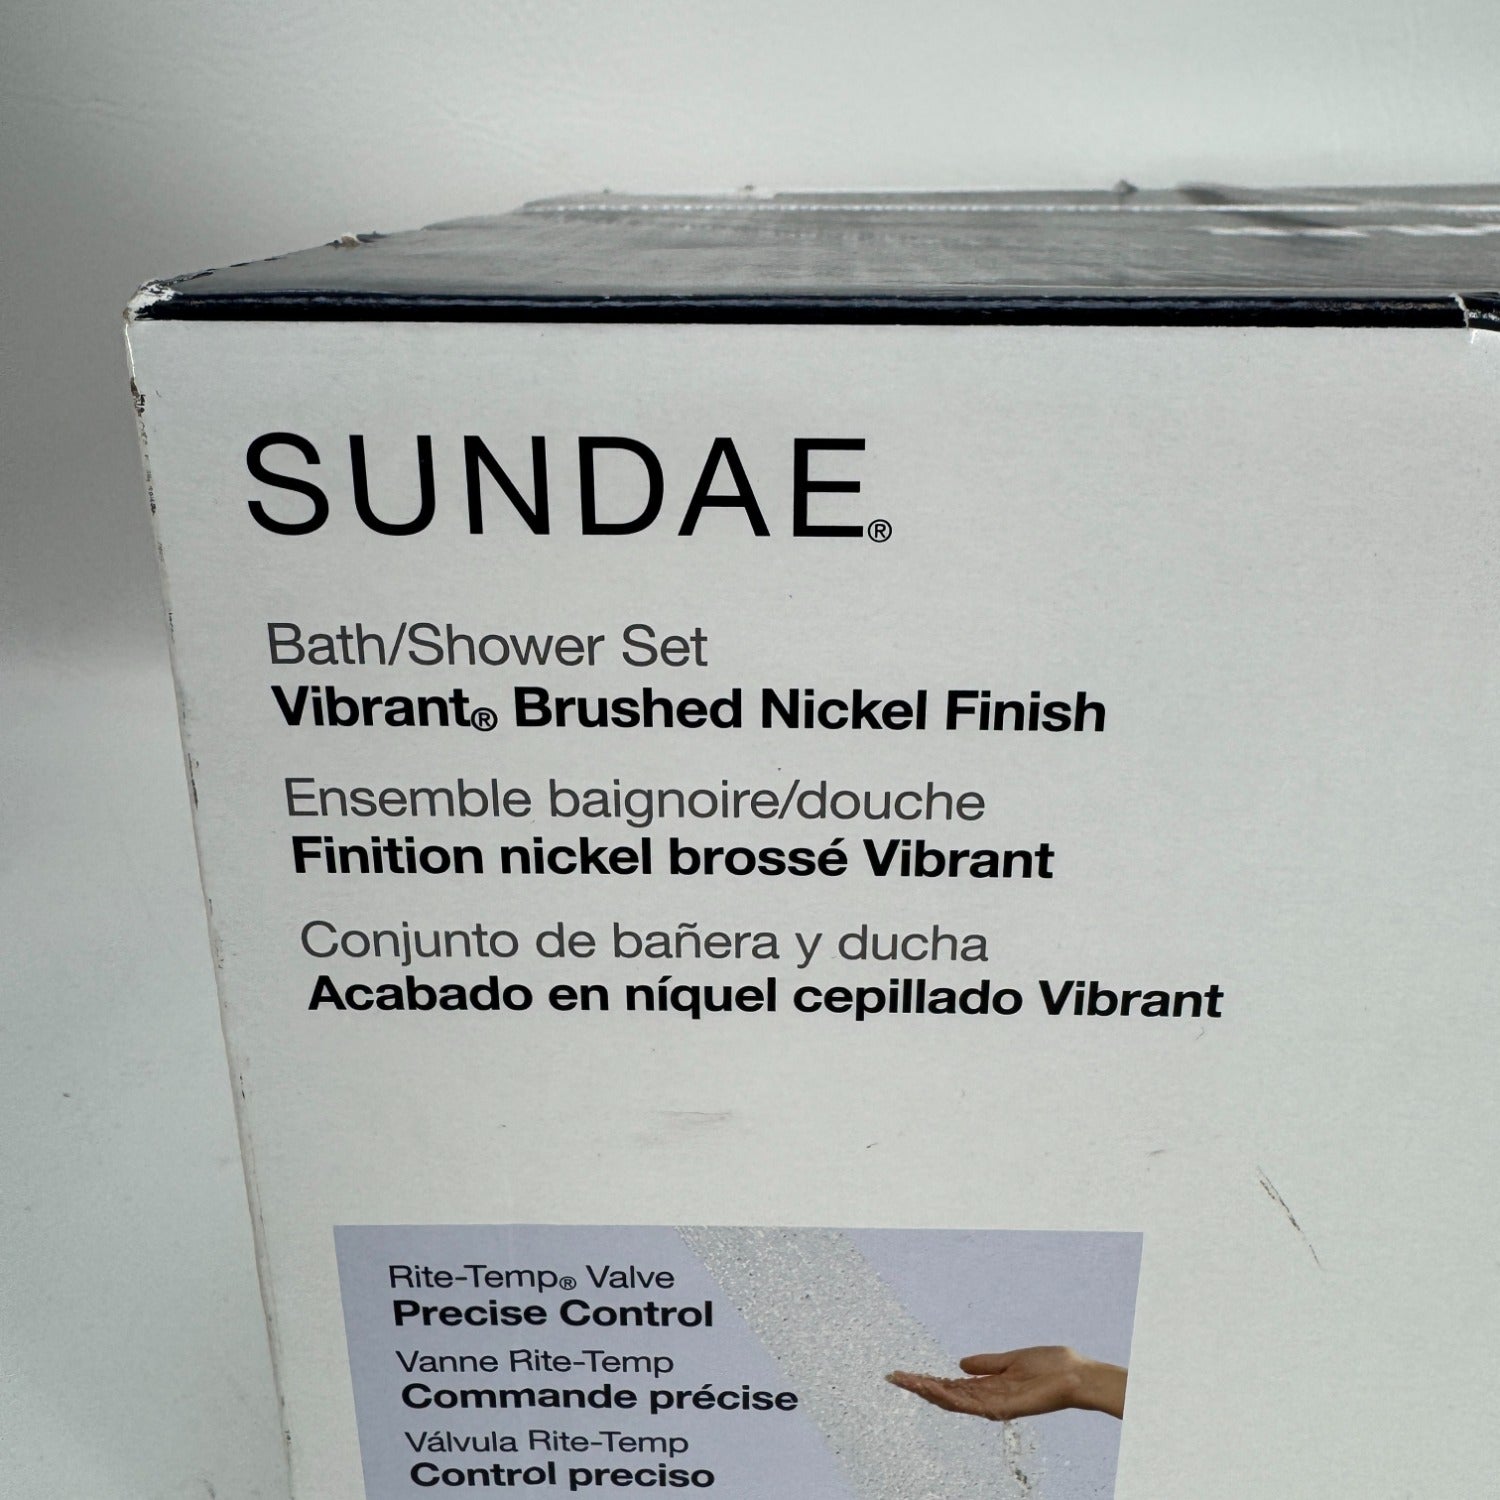 SUNDAE®
Bath/Shower Set
Vibrant® Brushed Nickel Finish
Ensemble baignoire/douche
Finition nickel brossé Vibrant
Conjunto de bañera y ducha
Acabado en níquel cepillado Vibrant
Rite-Temp® Valve
Precise Control
Vanne Rite-Temp
Commande précise
Válvula Rite-Temp
Control preciso